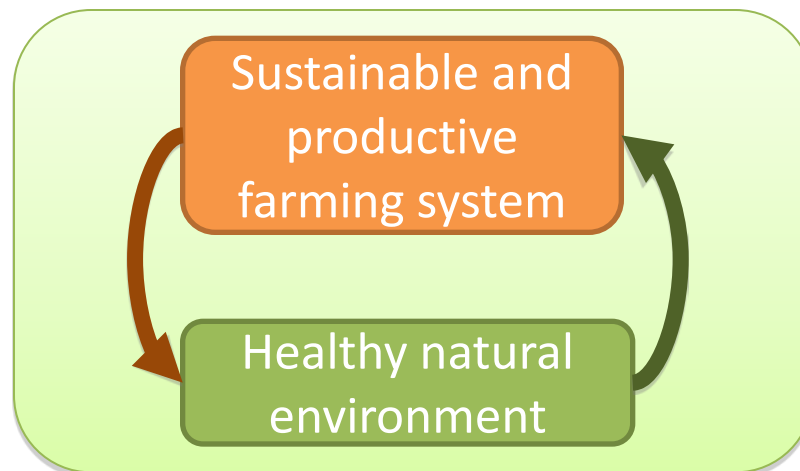 Sustainable and
productive
farming system
Healthy natural
environment